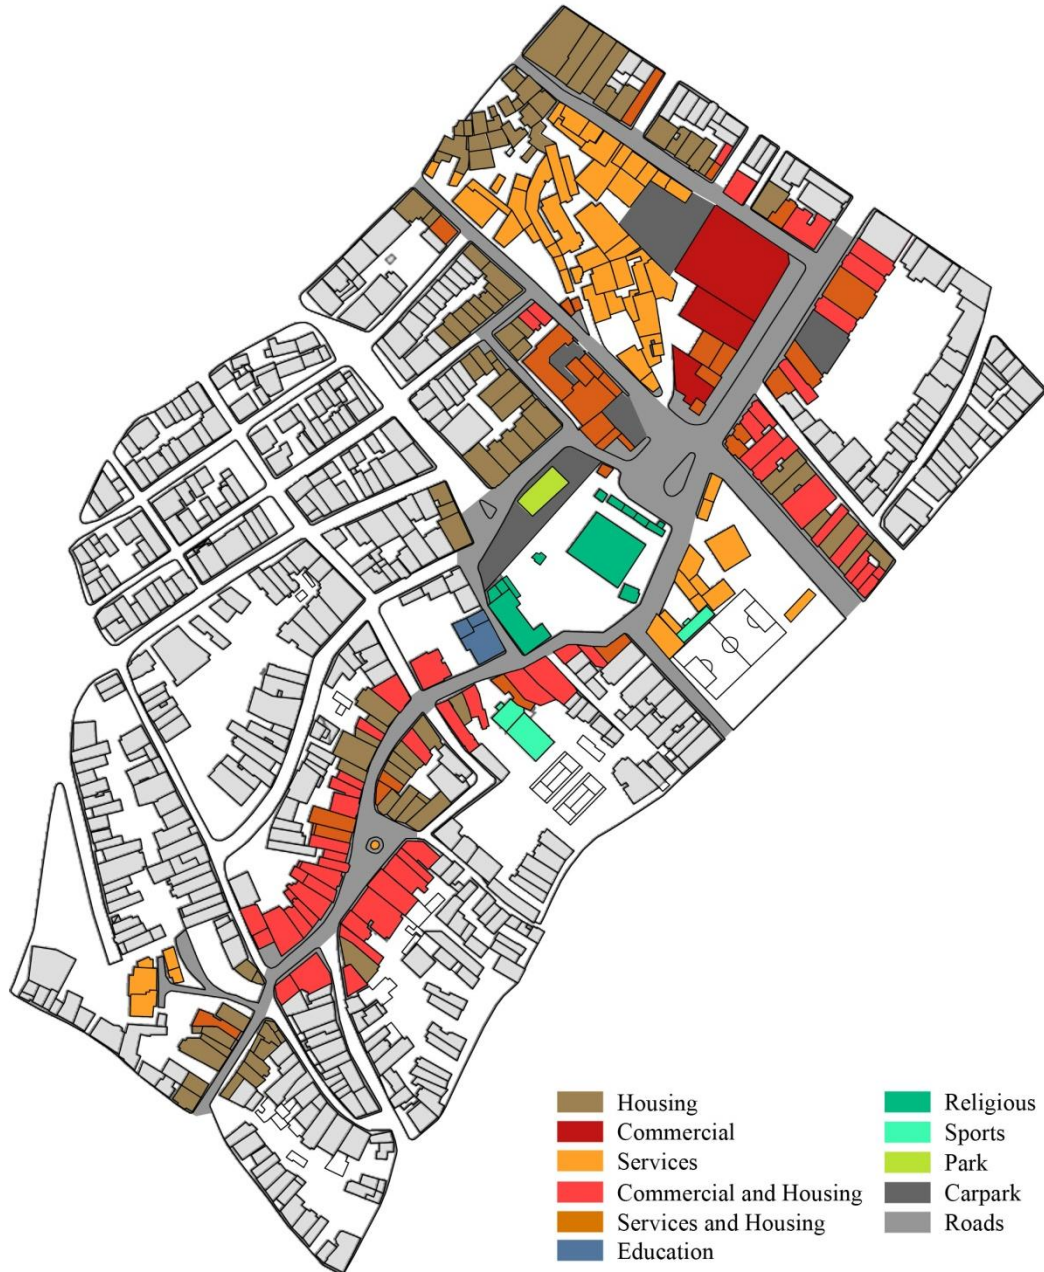 Housing
Commercial
Services
Commercial and Housing
Services and Housing
Education
Religious
Sports
Park
Carpark
Roads